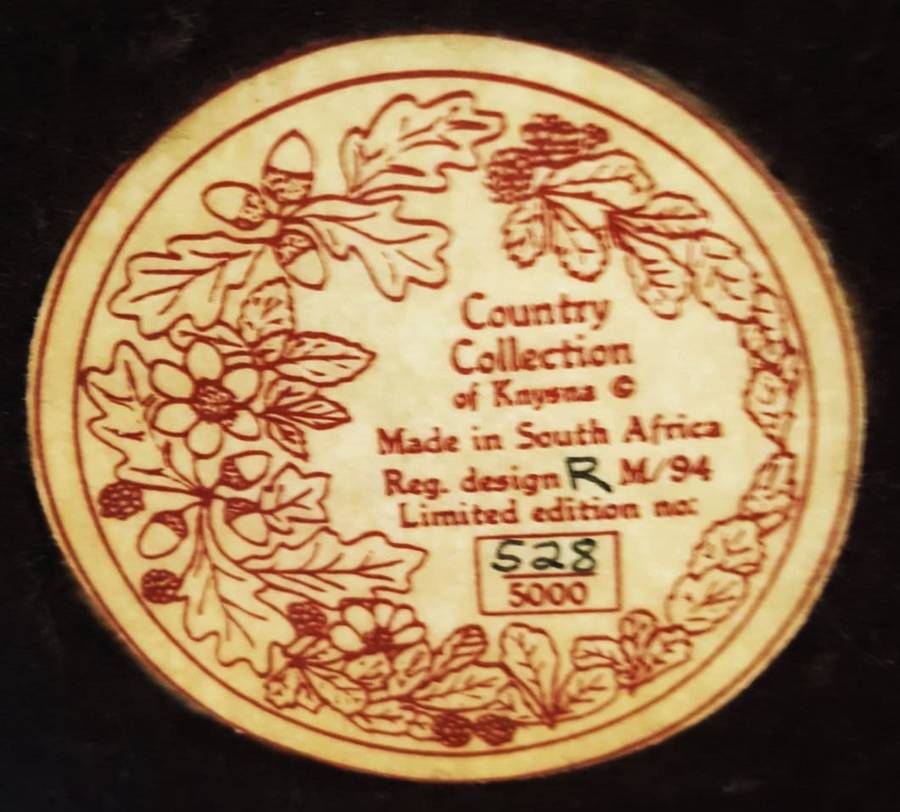 Country
Collection
of Knysna ©
Made in South Africa
Reg. design R M/94
Limited edition no:
528
5000